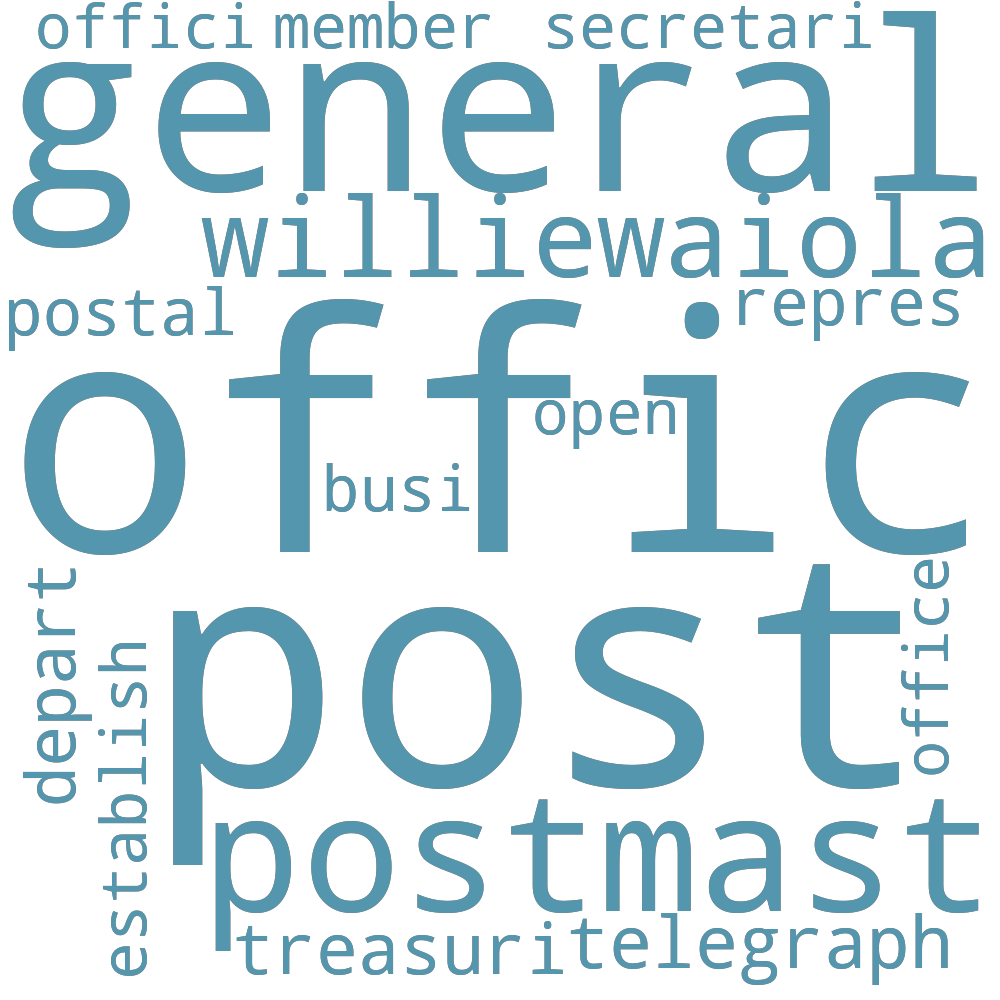 offici member secretari
general
williewaiola
postal repres
offic
open
busi
depart
establish
office
post
postmast
treasuri telegraph